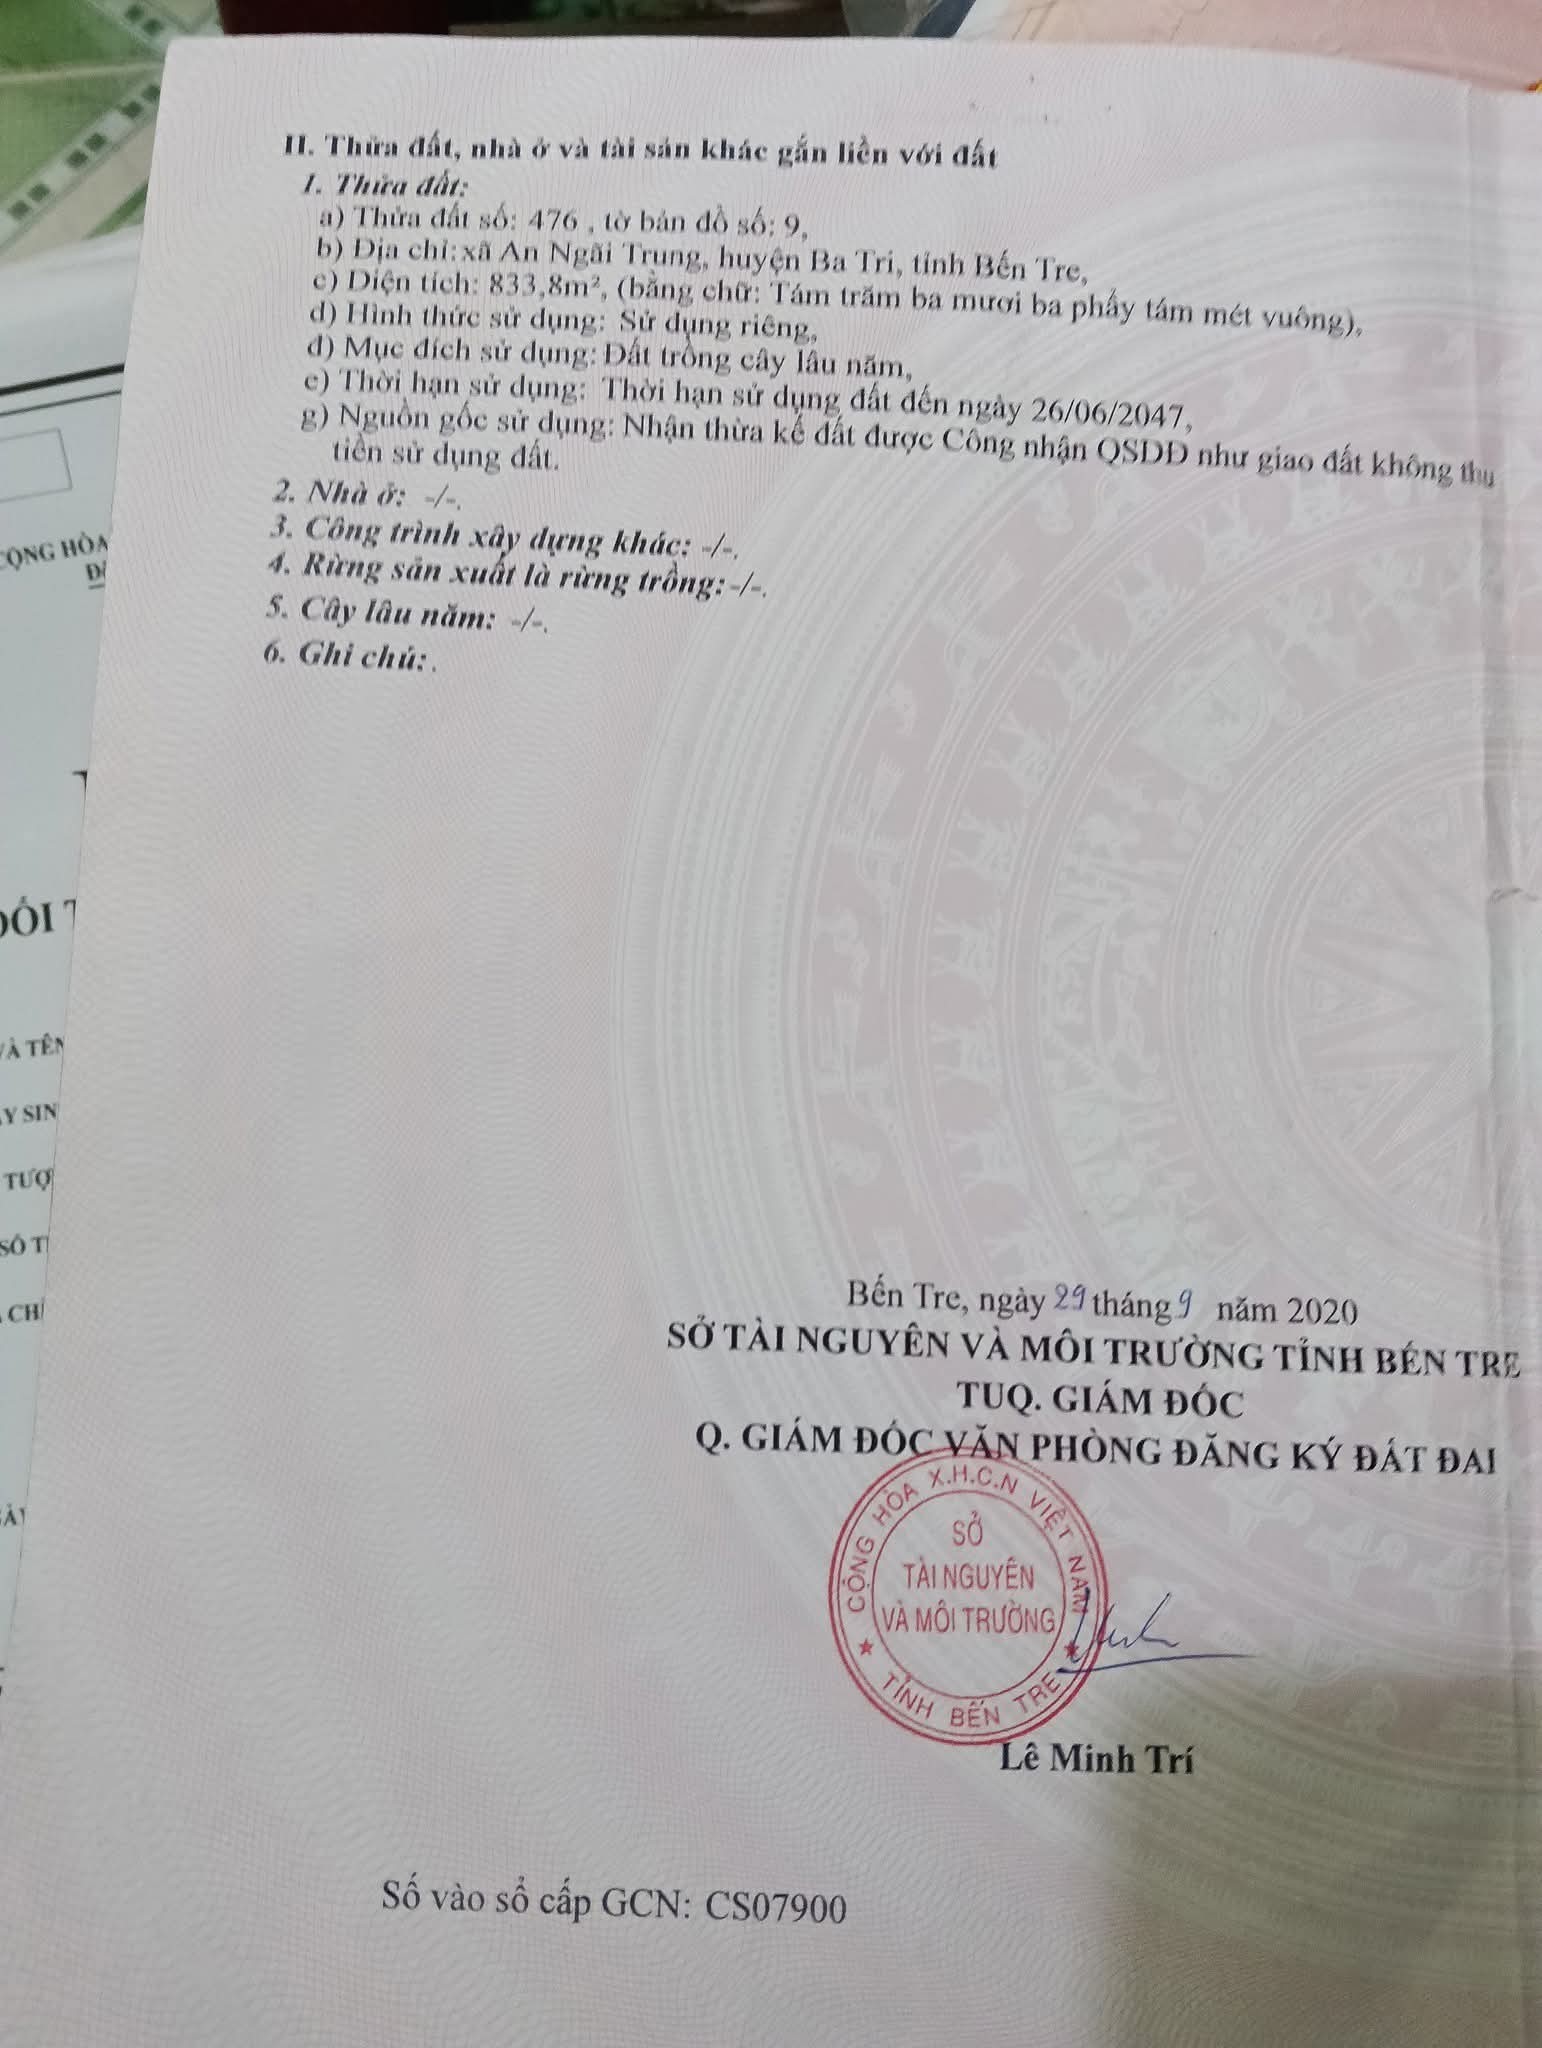 II. Thửa đất, nhà ở và tài sản khác gắn liền với đất
1. Thửa đất:
a) Thửa đất số: 476 , tờ bản đồ số: 9,
b) Địa chỉ: xã An Ngãi Trung, huyện Ba Tri, tỉnh Bến Tre,
c) Diện tích: 833,8m², (bằng chữ: Tám trăm ba mươi ba phẩy tám mét vuông),
d) Hình thức sử dụng: Sử dụng riêng,
đ) Mục đích sử dụng: Đất trồng cây lâu năm,
e) Thời hạn sử dụng: Thời hạn sử dụng đất đến ngày 26/06/2047,
g) Nguồn gốc sử dụng: Nhận thừa kế đất được Công nhận QSDĐ như giao đất không thu
tiền sử dụng đất.
2. Nhà ở: -/-.
3. Công trình xây dựng khác: -/-.
4. Rừng sản xuất là rừng trồng: -/-.
5. Cây lâu năm: -/-.
6. Ghi chú: .
CỘNG HÒA
ĐỐI T
VÀ TÊN
Y SIN
TƯỢ
SỐ T
CHỈ
Bến Tre, ngày 29 tháng 9 năm 2020
SỞ TÀI NGUYÊN VÀ MÔI TRƯỜNG TỈNH BẾN TRE
TUQ. GIÁM ĐỐC
Q. GIÁM ĐỐC VĂN PHÒNG ĐĂNG KÝ ĐẤT ĐAI
CỘNG HÒA X.H.C.N VIỆT NAM
SỞ
TÀI NGUYÊN
VÀ MÔI TRƯỜNG
TỈNH BẾN TRE
Lê Minh Trí
Số vào sổ cấp GCN: CS07900